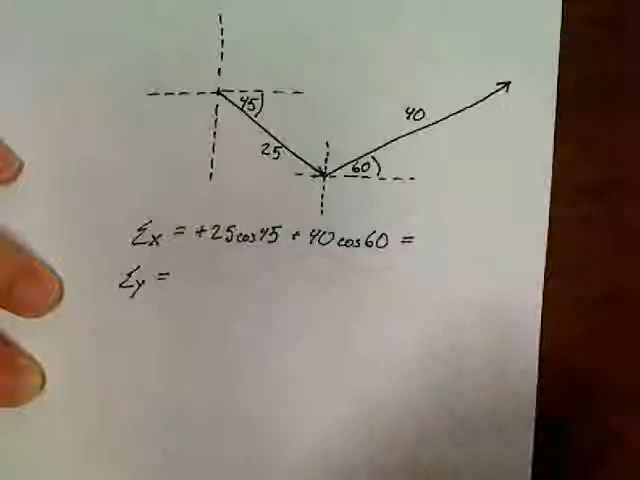 45
40
25
60
Σx = +25cos45 + 40cos60 =
Σy =